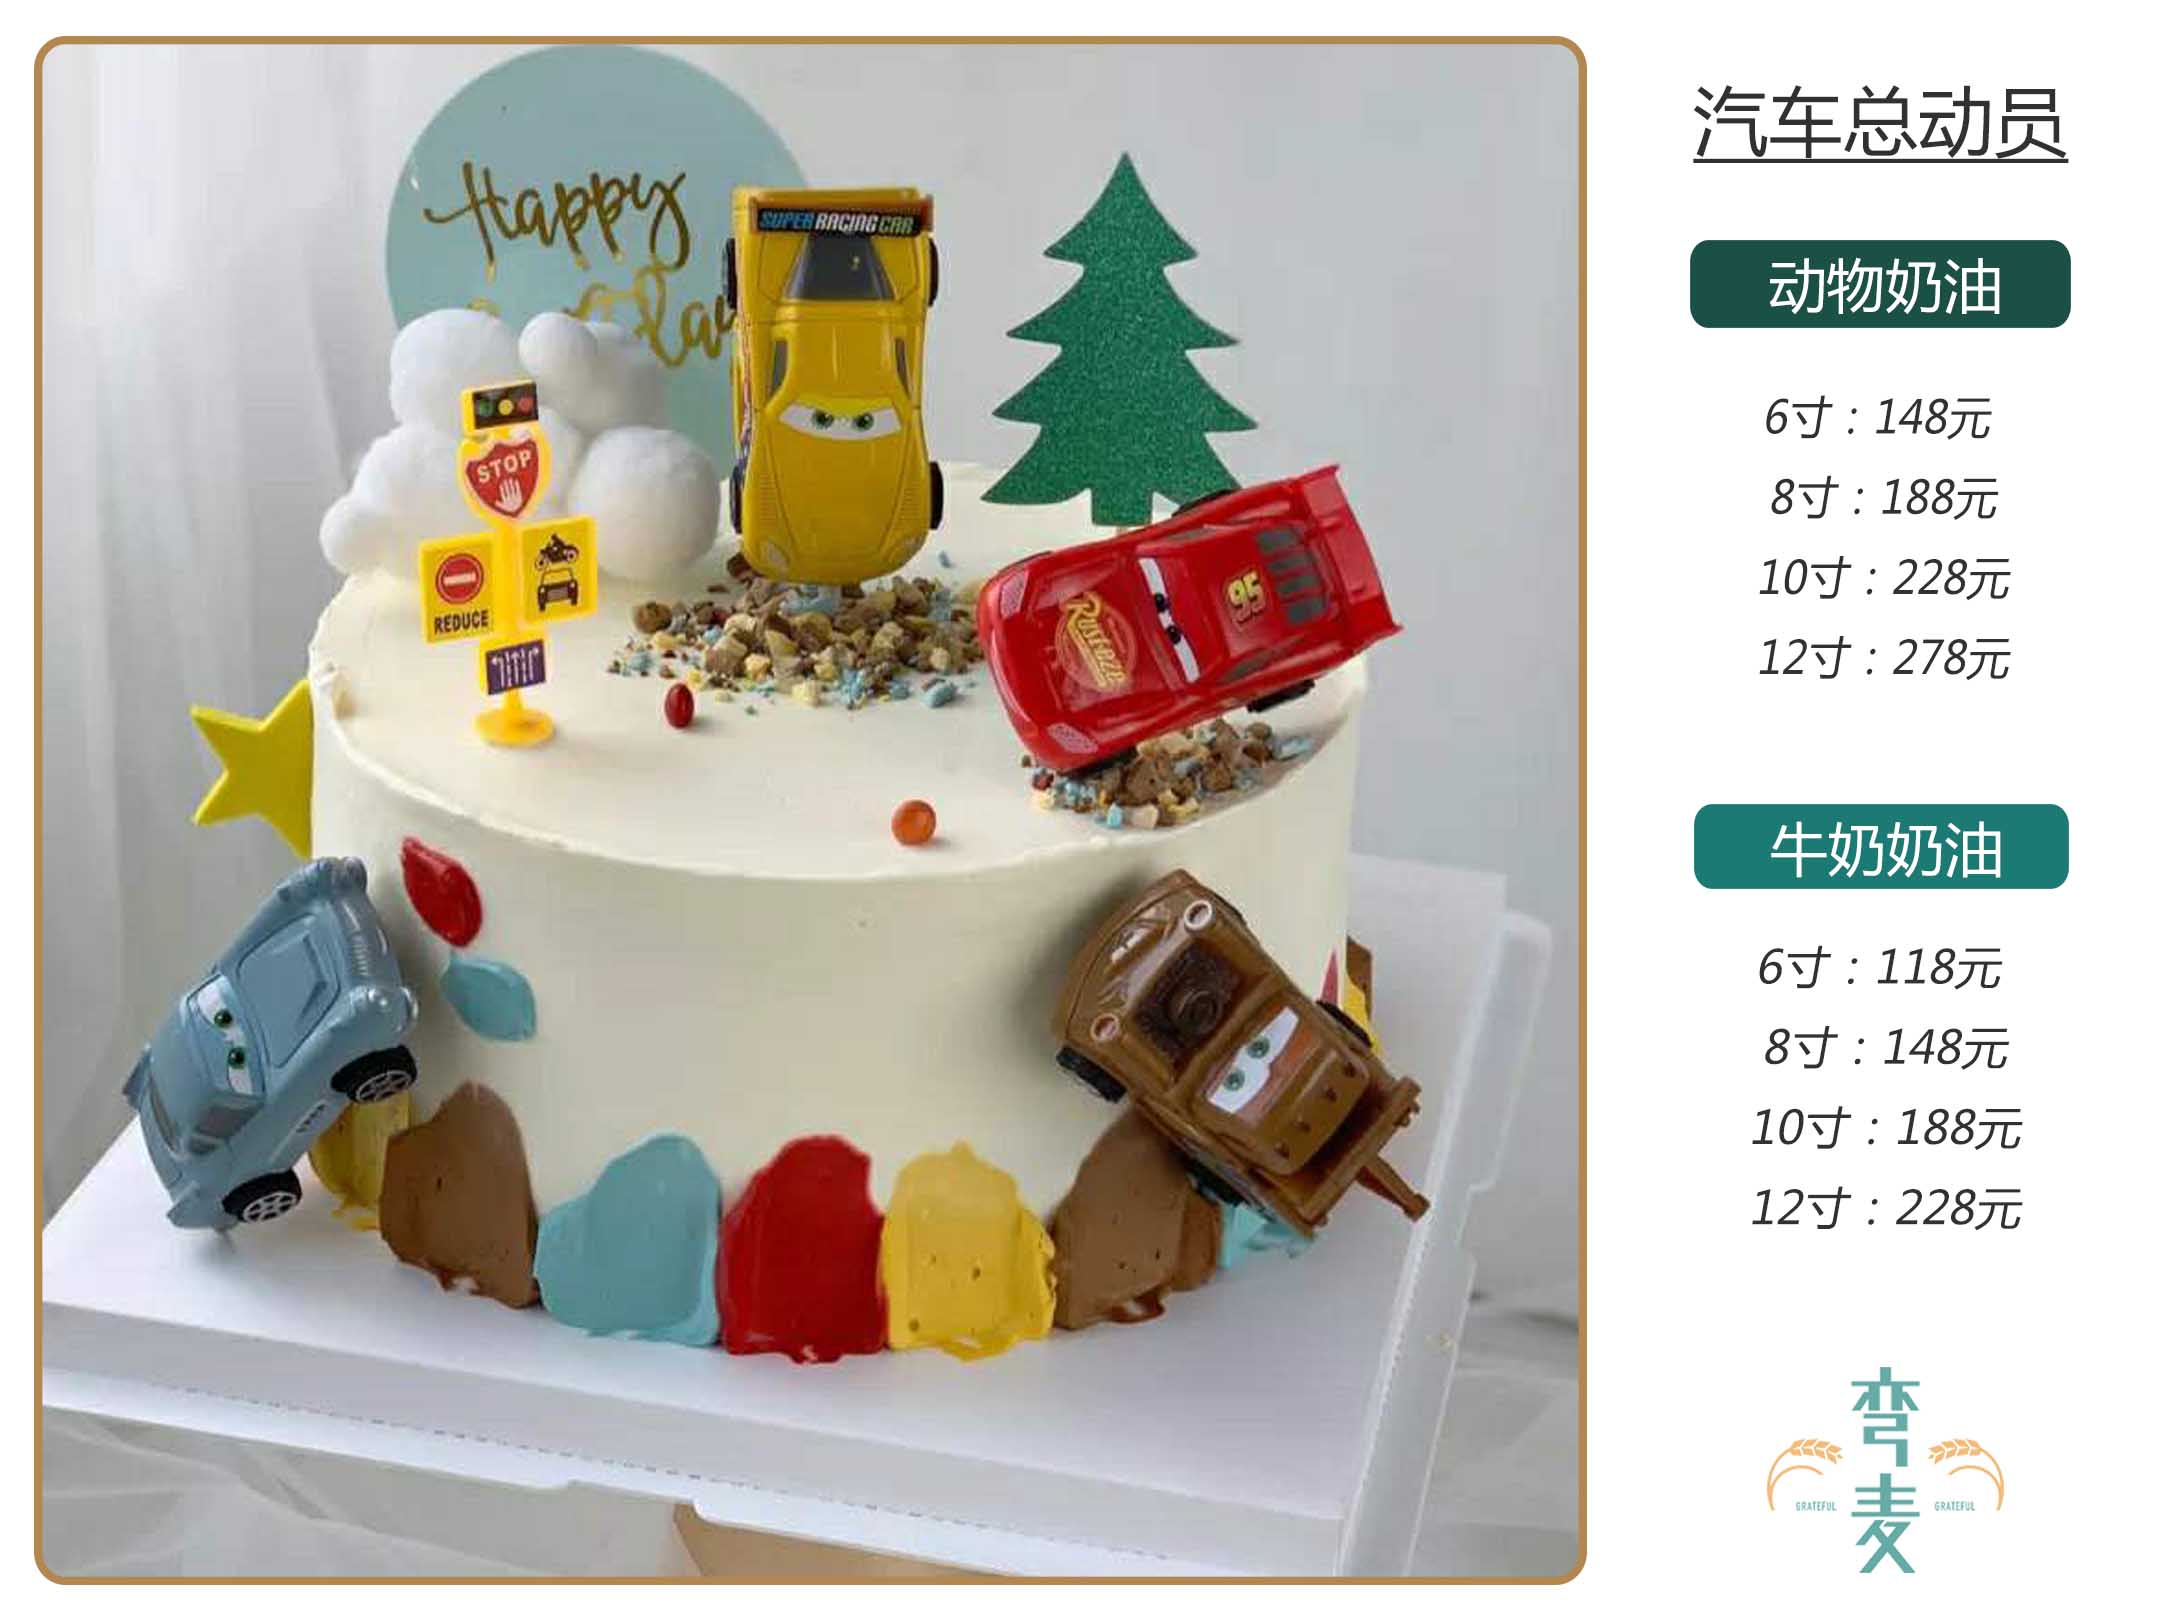 Happy
SUPER RACING CAR
STOP
REDUCE
95
汽车总动员
动物奶油
6寸：148元
8寸：188元
10寸：228元
12寸：278元
牛奶奶油
6寸：118元
8寸：148元
10寸：188元
12寸：228元
弯麦
GRATEFUL GRATEFUL